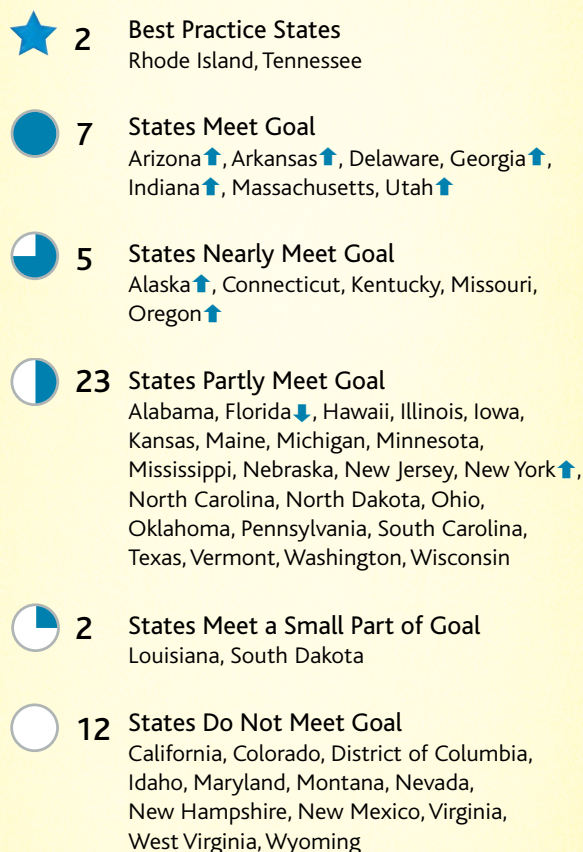 2 Best Practice States
Rhode Island, Tennessee
7 States Meet Goal
Arizona⬆, Arkansas⬆, Delaware, Georgia⬆,
Indiana⬆, Massachusetts, Utah⬆
5 States Nearly Meet Goal
Alaska⬆, Connecticut, Kentucky, Missouri,
Oregon⬆
23 States Partly Meet Goal
Alabama, Florida⬇, Hawaii, Illinois, Iowa,
Kansas, Maine, Michigan, Minnesota,
Mississippi, Nebraska, New Jersey, New York⬆,
North Carolina, North Dakota, Ohio,
Oklahoma, Pennsylvania, South Carolina,
Texas, Vermont, Washington, Wisconsin
2 States Meet a Small Part of Goal
Louisiana, South Dakota
12 States Do Not Meet Goal
California, Colorado, District of Columbia,
Idaho, Maryland, Montana, Nevada,
New Hampshire, New Mexico, Virginia,
West Virginia, Wyoming